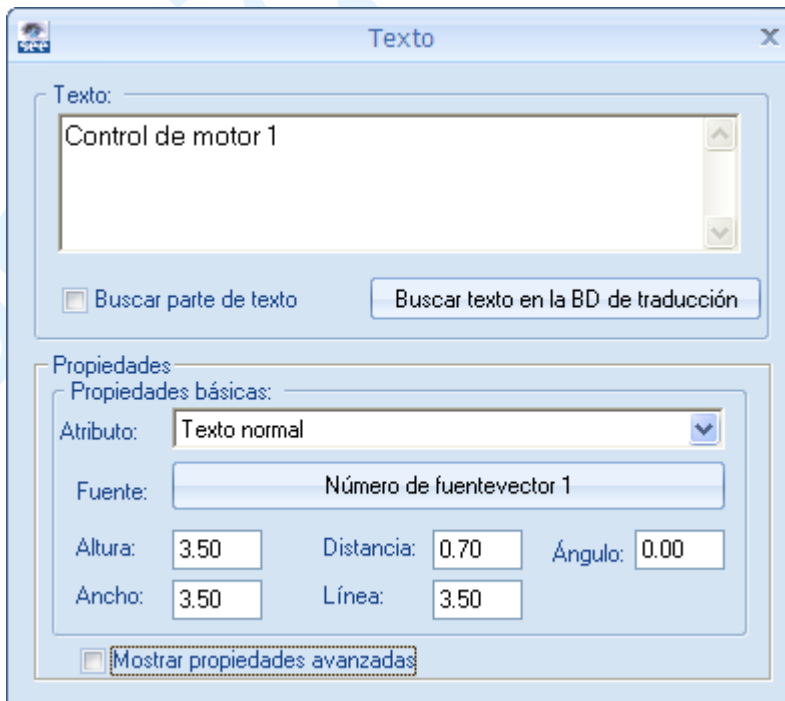 see
Texto
x
Texto:
Control de motor 1
Buscar parte de texto
Buscar texto en la BD de traducción
Propiedades
Propiedades básicas:
Atributo: Texto normal
Fuente: Número de fuentevector 1
Altura: 3.50 Distancia: 0.70 Ángulo: 0.00
Ancho: 3.50 Línea: 3.50
Mostrar propiedades avanzadas